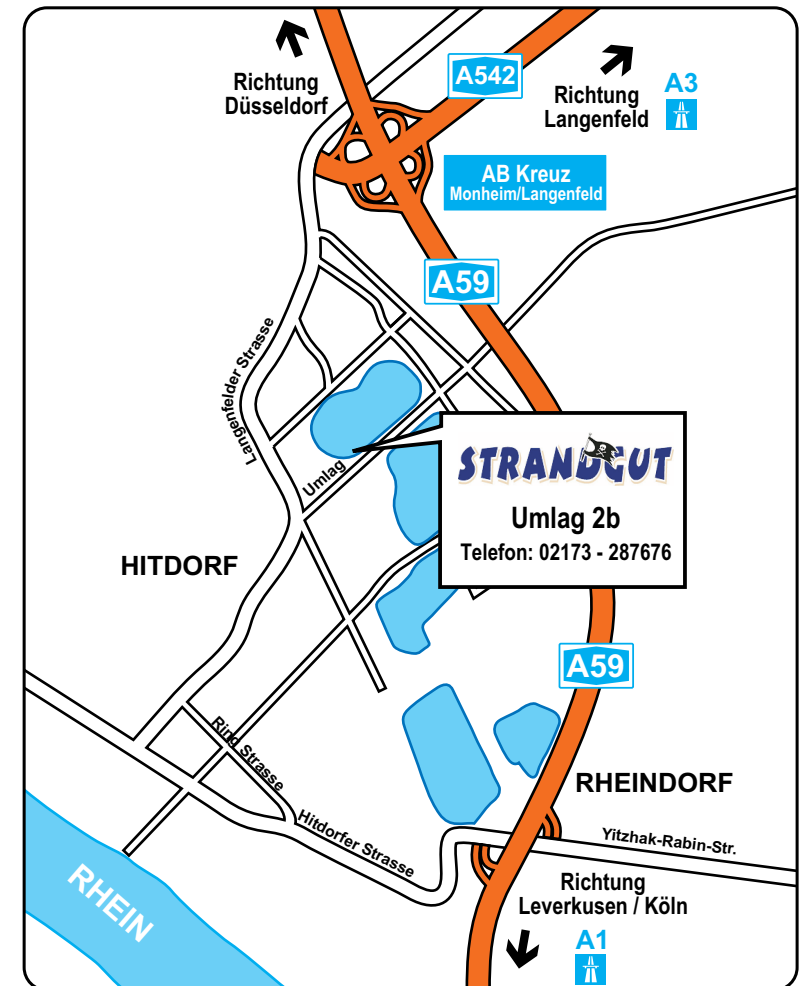 Richtung
Düsseldorf
A542
Richtung
Langenfeld
A3
AB Kreuz
Monheim/Langenfeld
A59
Langenfelder Strasse
Umlag
STRANDGUT
Umlag 2b
Telefon: 02173 - 287676
HITDORF
A59
Ring Strasse
RHEINDORF
Hitdorfer Strasse
Yitzhak-Rabin-Str.
RHEIN
Richtung
Leverkusen / Köln
A1